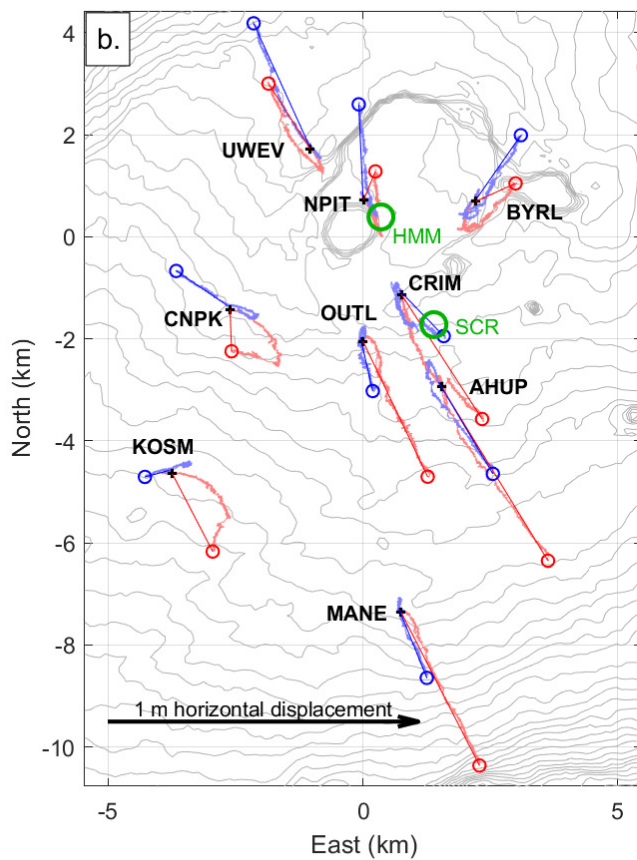 b.
4
2
0
-2
-4
-6
-8
-10
North (km)
UWEV
NPIT
BYRL
HMM
CNPK
OUTL
CRIM
SCR
AHUP
KOSM
MANE
1 m horizontal displacement
-5
0
5
East (km)